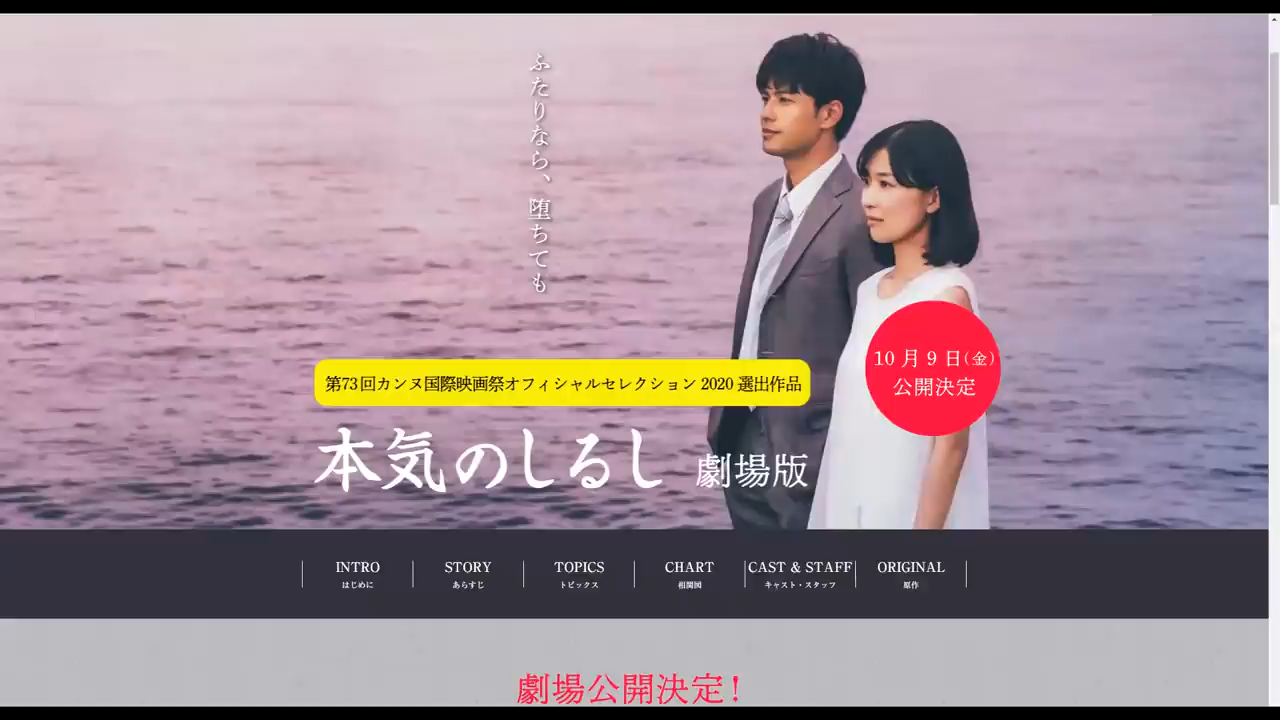 ふたりなら、堕ちても
第73回カンヌ国際映画祭オフィシャルセレクション2020選出作品
本気のしるし 劇場版
10月9日(金)
公開決定
INTRO
はじめに
STORY
あらすじ
TOPICS
トピックス
CHART
相関図
CAST & STAFF
キャスト・スタッフ
ORIGINAL
原作
劇場公開決定!